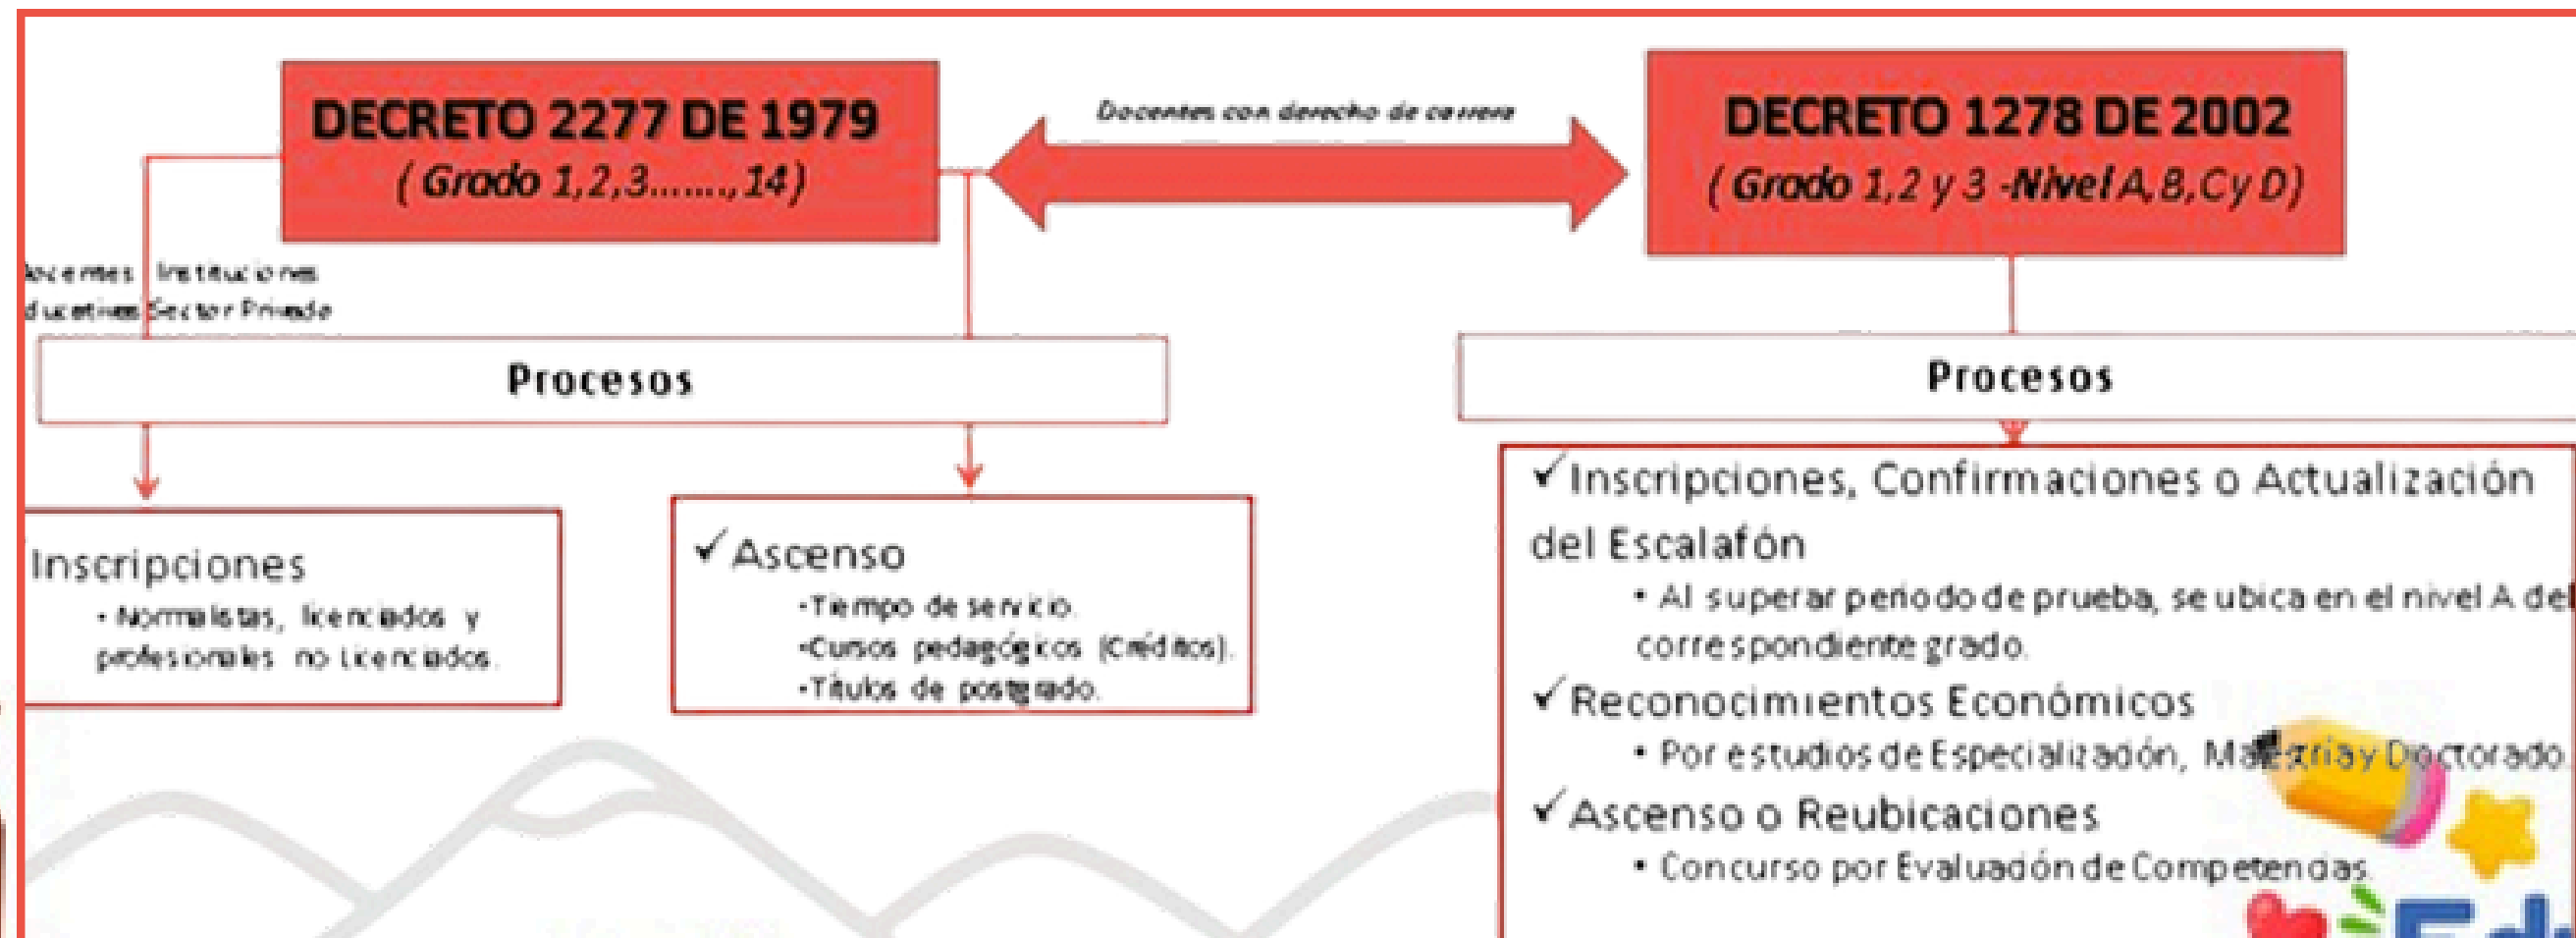 DECRETO 2277 DE 1979
( Grado 1,2,3......., 14)
Docentes con derecho de carrera
DECRETO 1278 DE 2002
( Grado 1,2 y 3 -Nivel A, B, C y D)
Instituciones
Sector Privado
Procesos
Procesos
Inscripciones
• Normalistas, licenciados y
profesionales no Licenciados.
✓Ascenso
•Tiempo de servicio.
•Cursos pedagógicos (Créditos).
•Títulos de postgrado.
✓Inscripciones, Confirmaciones o Actualización
del Escalafón
• Al superar periodo de prueba, se ubica en el nivel A del
correspondiente grado.
✓Reconocimientos Económicos
• Por estudios de Especialización, Maestría y Doctorado.
✓Ascenso o Reubicaciones
• Concurso por Evaluación de Competencias.